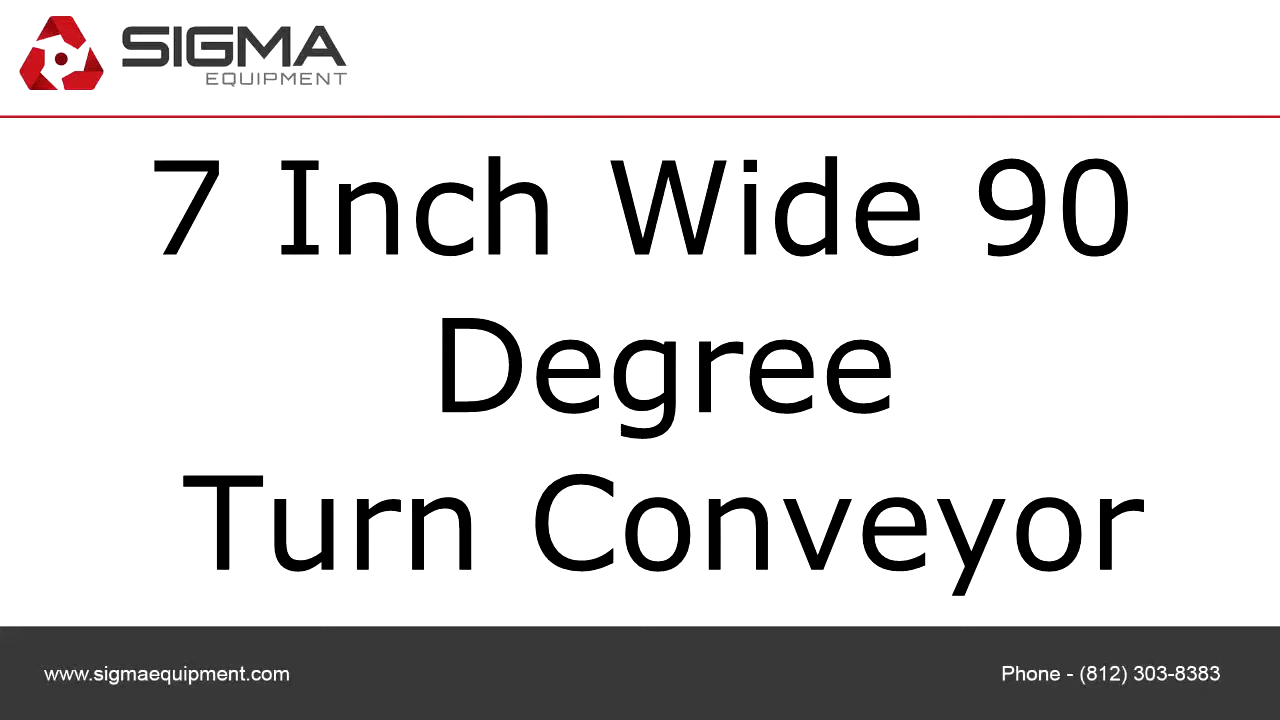 SIGMA
EQUIPMENT
7 Inch Wide 90
Degree
Turn Conveyor
www.sigmaequipment.com
Phone - (812) 303-8383